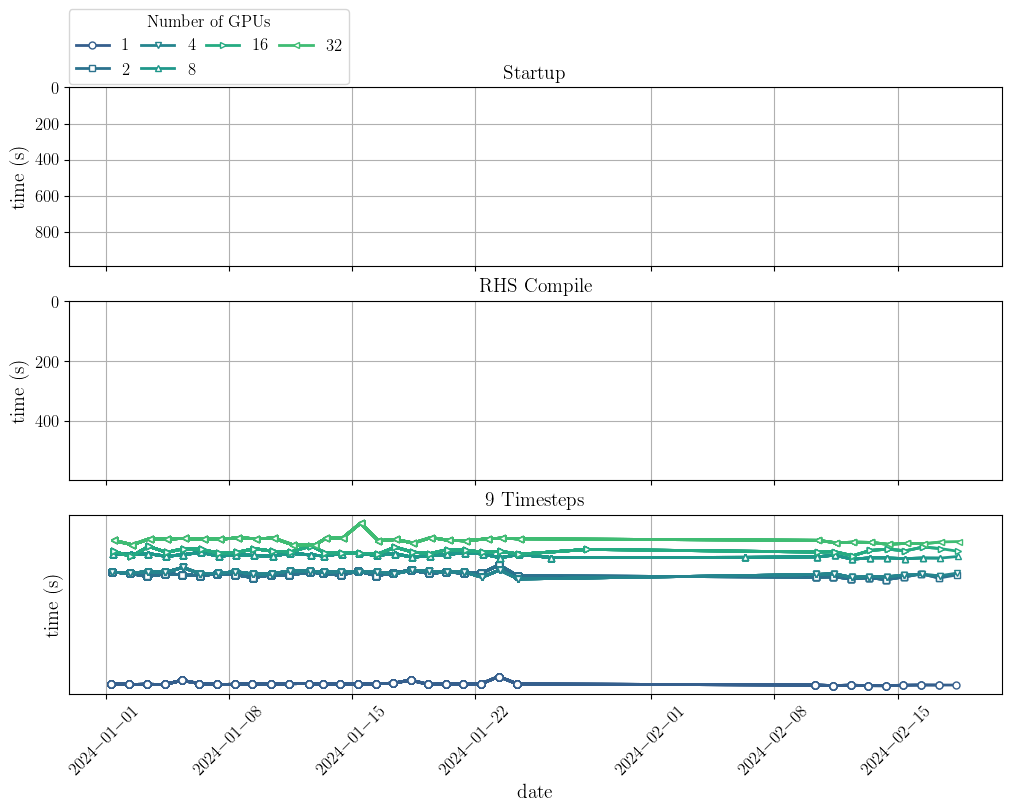 Number of GPUs
1 4 16 32
2 8
Startup
0
200
400
600
800
time (s)
RHS Compile
0
200
400
time (s)
9 Timesteps
time (s)
2024−01−01
2024−01−08
2024−01−15
2024−01−22
2024−02−01
2024−02−08
2024−02−15
date